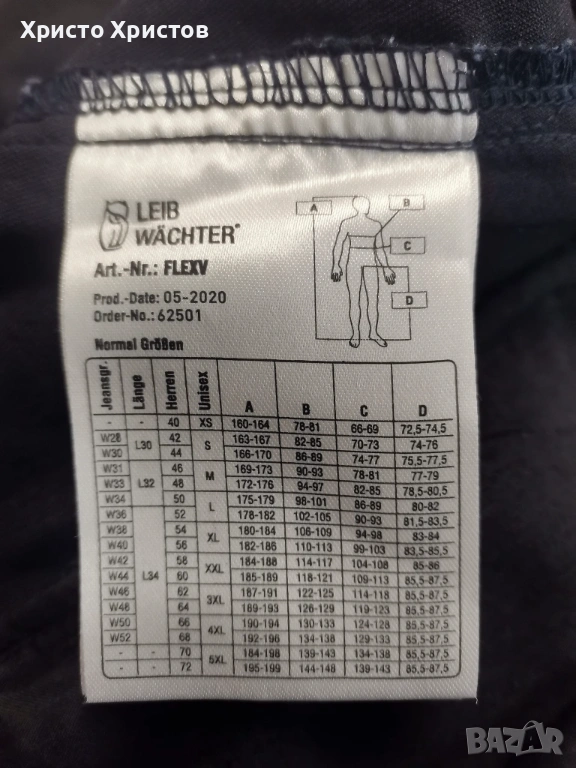 Христо Христов
LEIB
WÄCHTER®
Art.-Nr.: FLEXV
Prod.-Date: 05-2020
Order-No.: 62501
A
B
C
D
Normal Größen
Jeansgr. Länge Herren Unisex A B C D
- - 40 XS 160-164 78-81 66-69 72,5-74,5
W28 L30 42 S 163-167 82-85 70-73 74-76
W30 44 166-170 86-89 74-77 75,5-77,5
W31 L32 46 M 169-173 90-93 78-81 77-79
W33 48 172-176 94-97 82-85 78,5-80,5
W34 50 L 175-179 98-101 86-89 80-82
W36 L34 52 178-182 102-105 90-93 81,5-83,5
W38 54 XL 180-184 106-109 94-98 83-84
W40 56 182-186 110-113 99-103 83,5-85,5
W42 58 XXL 184-188 114-117 104-108 85-86
W44 60 185-189 118-121 109-113 85,5-87,5
W46 62 3XL 187-191 122-125 114-118 85,5-87,5
W48 64 189-193 126-129 119-123 85,5-87,5
W50 66 4XL 190-194 130-133 124-128 85,5-87,5
W52 68 192-196 134-138 129-133 85,5-87,5
- - 70 5XL 184-198 139-143 134-138 85,5-87,5
- - 72 195-199 144-148 139-143 85,5-87,5
BAZAR